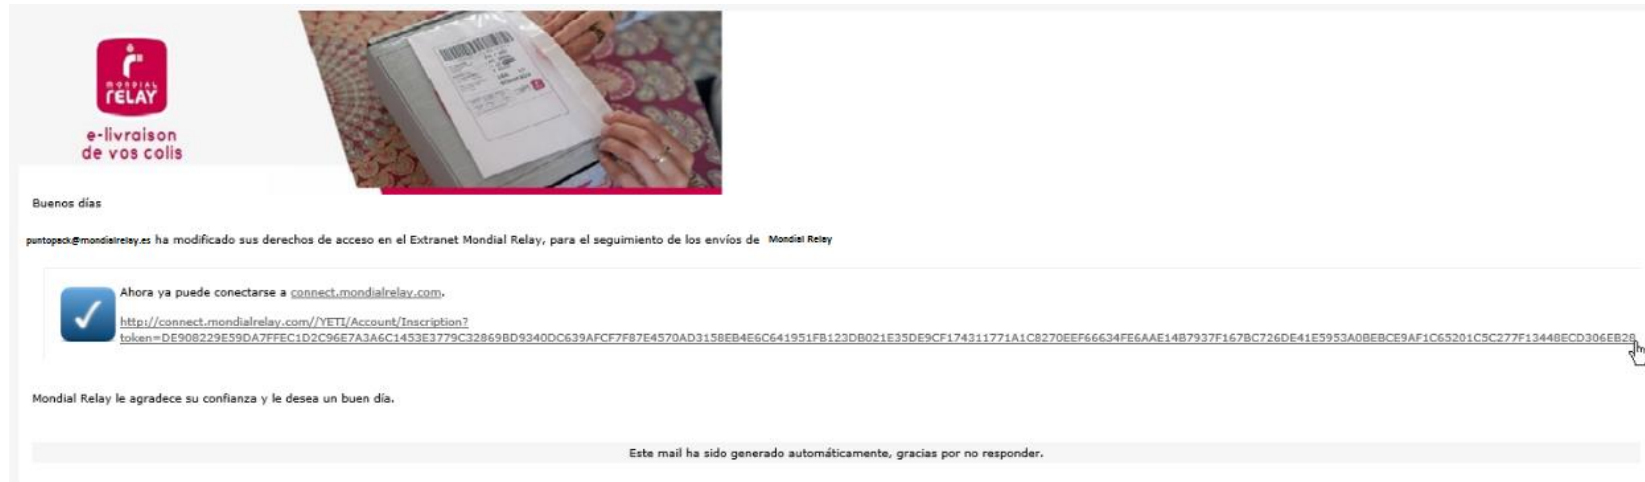 MONDIAL
RELAY
e-livraison
de vos colis
Buenos días
puntopack@mondialrelay.es ha modificado sus derechos de acceso en el Extranet Mondial Relay, para el seguimiento de los envíos de Mondial Relay
Ahora ya puede conectarse a connect.mondialrelay.com.
http://connect.mondialrelay.com//YETI/Account/Inscription?
token=DE908229E59DA7FFEC1D2C96E7A3A6C1453E3779C32869BD9340DC639AFCF7F87E4570AD3158EB4E6C641951FB123DB021E35DE9CF174311771A1C8270EEF66634FE6AAE14B7937F167BC726DE41E5953A0BEBCE9AF1C65201C5C277F13448ECD306EB28
Mondial Relay le agradece su confianza y le desea un buen día.
Este mail ha sido generado automáticamente, gracias por no responder.